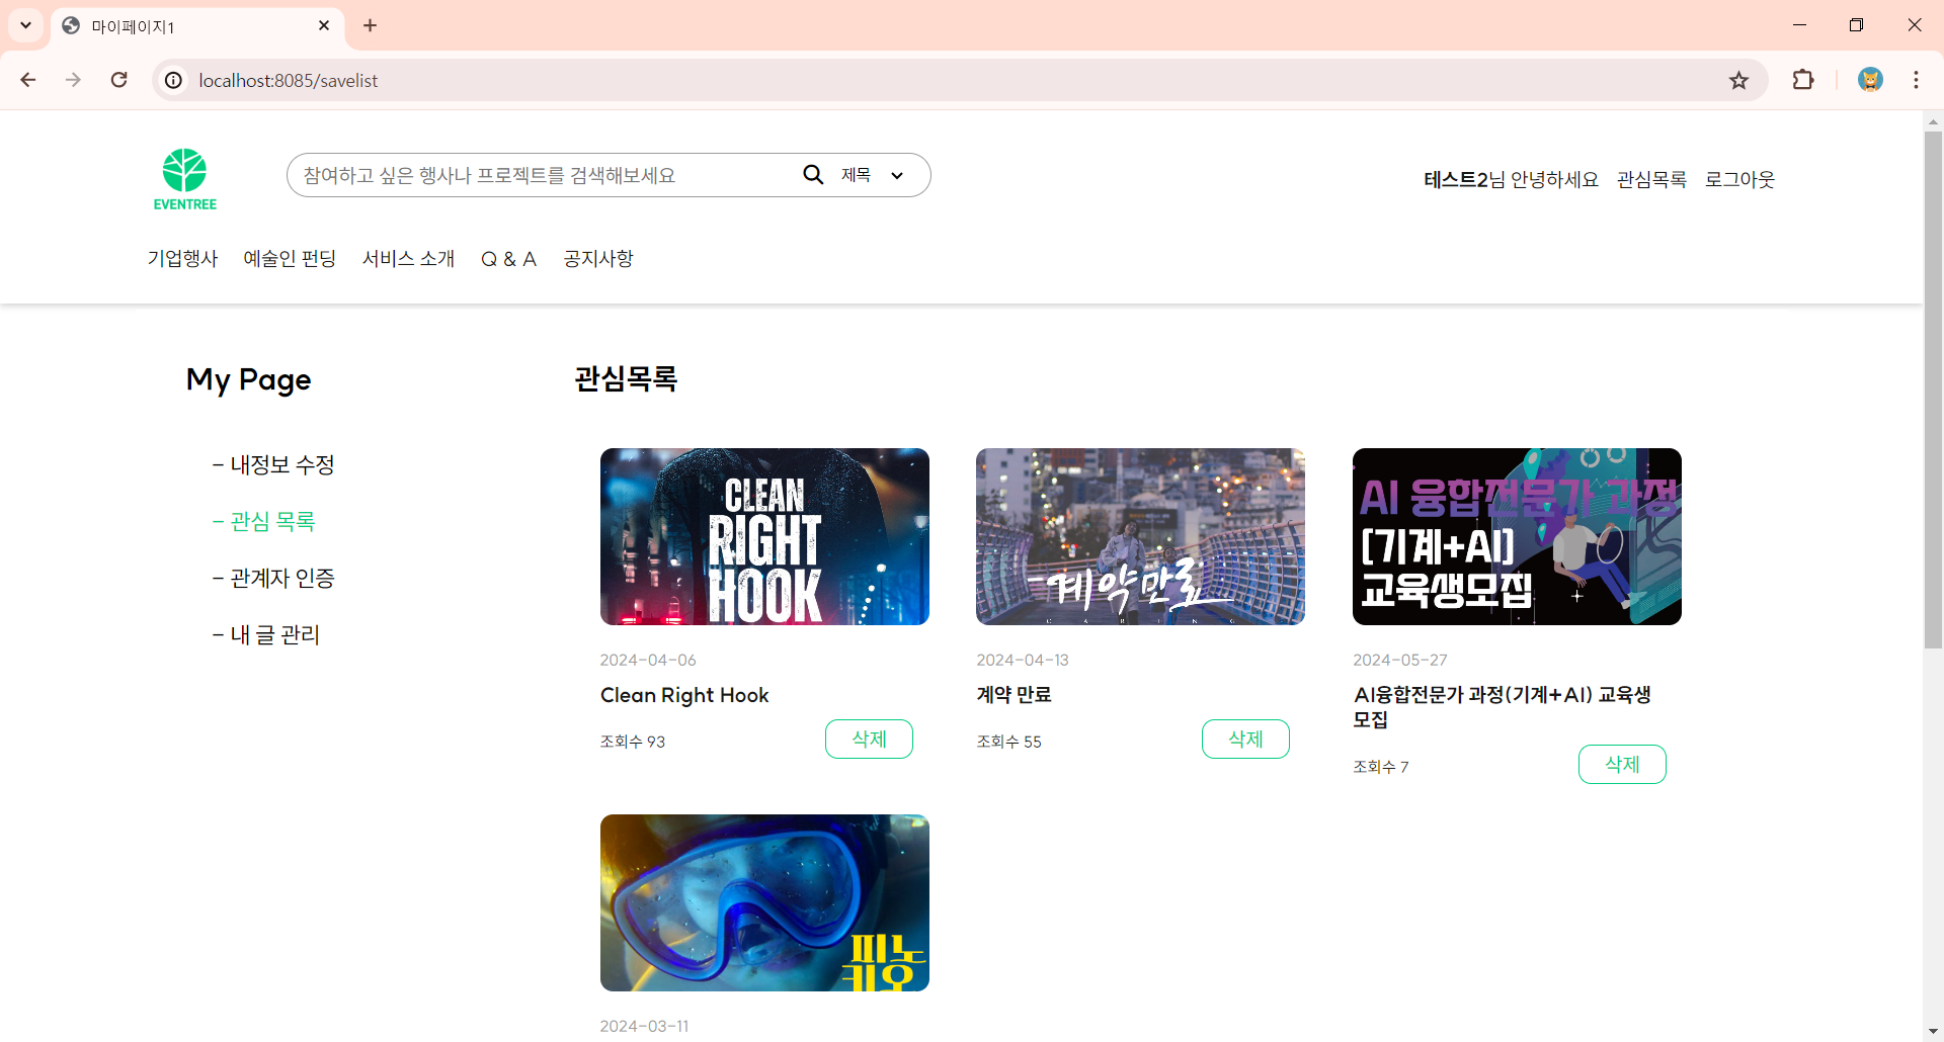 마이페이지1
localhost:8085/savelist
EVENTREE
참여하고 싶은 행사나 프로젝트를 검색해보세요
제목
테스트2님 안녕하세요
관심목록
로그아웃
기업행사
예술인 펀딩
서비스 소개
Q & A
공지사항
My Page
- 내정보 수정
- 관심 목록
- 관계자 인증
- 내 글 관리
관심목록
CLEAN
RIGHT
HOOK
2024-04-06
Clean Right Hook
조회수 93
삭제
계약만료
2024-04-13
계약 만료
조회수 55
삭제
AI 융합전문가 과정
[기계+AI]
교육생모집
2024-05-27
AI융합전문가 과정(기계+AI) 교육생
모집
조회수 7
삭제
피노
키오
2024-03-11